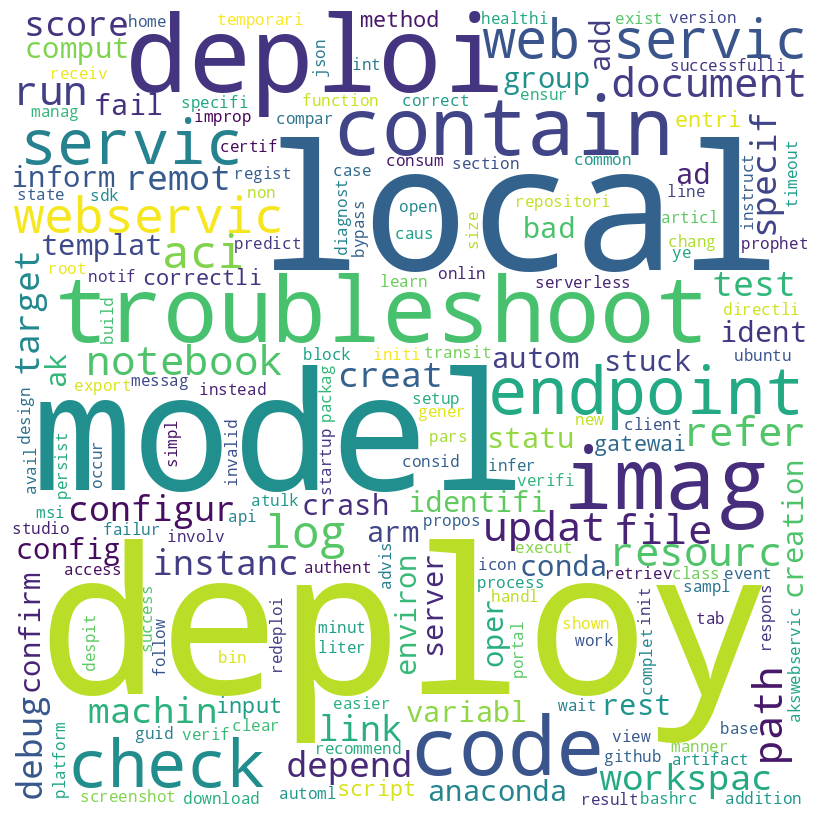 score home temporari method healthi exist version
comput receiv deploi json int web servic add successfulli
run fail specifi function correct ensur group document
manag improp compar contain entri
servic certif consum section common specif timeout
inform remot regist non case local open repositori ad line instruct
state sdk diagnost bypass caus size articl
webservic aci predict bad chang ye prophet
templat root notif correctli learn onlin serverless directli
target troubleshoot test
build ident
ak notebook block initi transit autom stuck ubuntu
export messag instead creat setup gener new client
avail design persist occur simpl invalid model startup packag pars statu endpoint gatewai refer
consid infer verifi
msi configur atulk crash identifi imag
studio failur involv api log arm propos updat file creation
config access instanc authent advis execut conda resourc
icon process handl retriev class event
confirm despit success follow redeploi deploy minut liter environ server oper portal shown work complet init sampl tab respons akswebservic
bin
debug machin input link variabl rest path
guid verif clear easier wait view base
platform check recommend depend code github manner artifact
screenshot download automl script anaconda result workspac bashrc addition